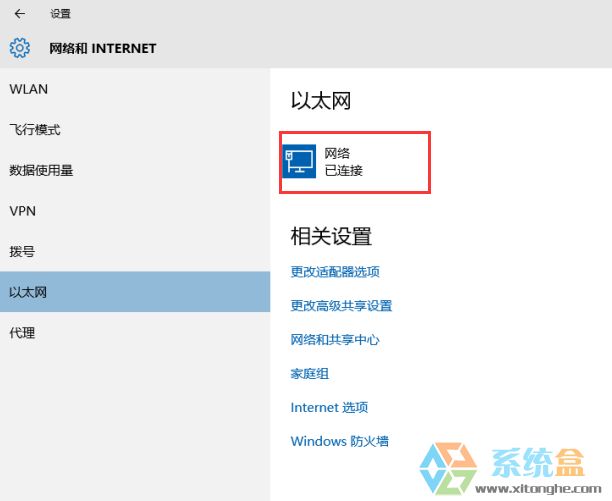 设置
网络和 INTERNET
WLAN
飞行模式
数据使用量
VPN
拨号
以太网
代理
以太网
网络
已连接
相关设置
更改适配器选项
更改高级共享设置
网络和共享中心
家庭组
Internet 选项
Windows 防火墙
系统盒
www.xitonghe.com